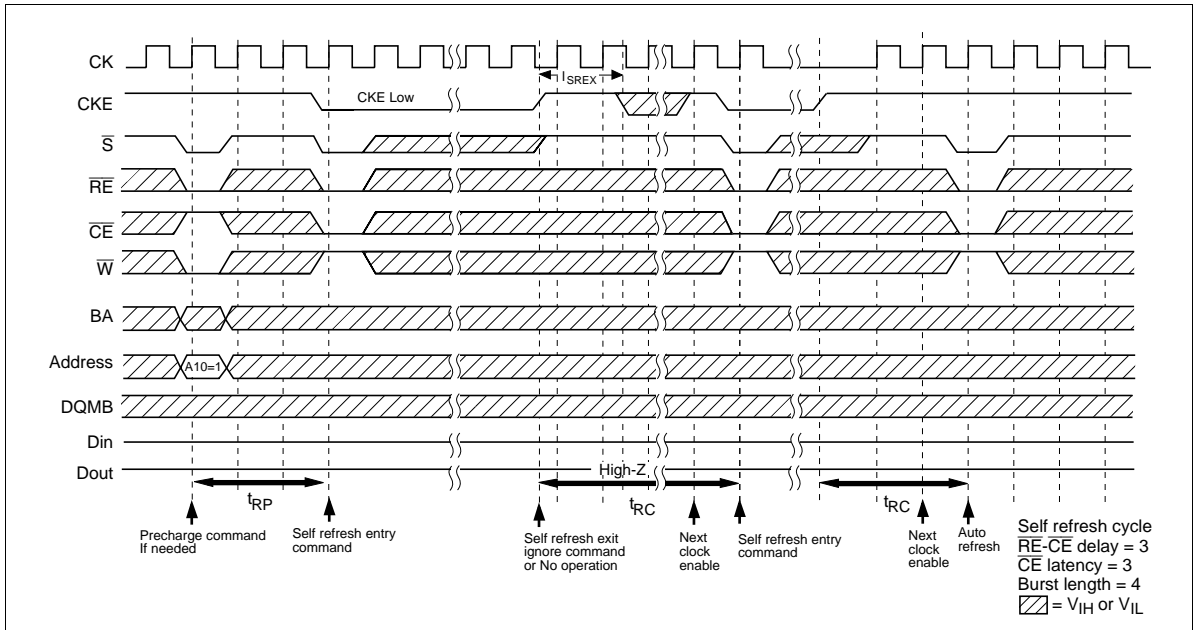 CK
l SREX
CKE
CKE Low
S
RE
CE
W
BA
Address
A10=1
DQMB
Din
Dout
High-Z
tRP
tRC
tRC
Precharge command
If needed
Self refresh entry
command
Self refresh exit
ignore command
or No operation
Next
clock
enable
Self refresh entry
command
Next
clock
enable
Auto
refresh
Self refresh cycle
RE-CE delay = 3
CE latency = 3
Burst length = 4
= VIH or VIL